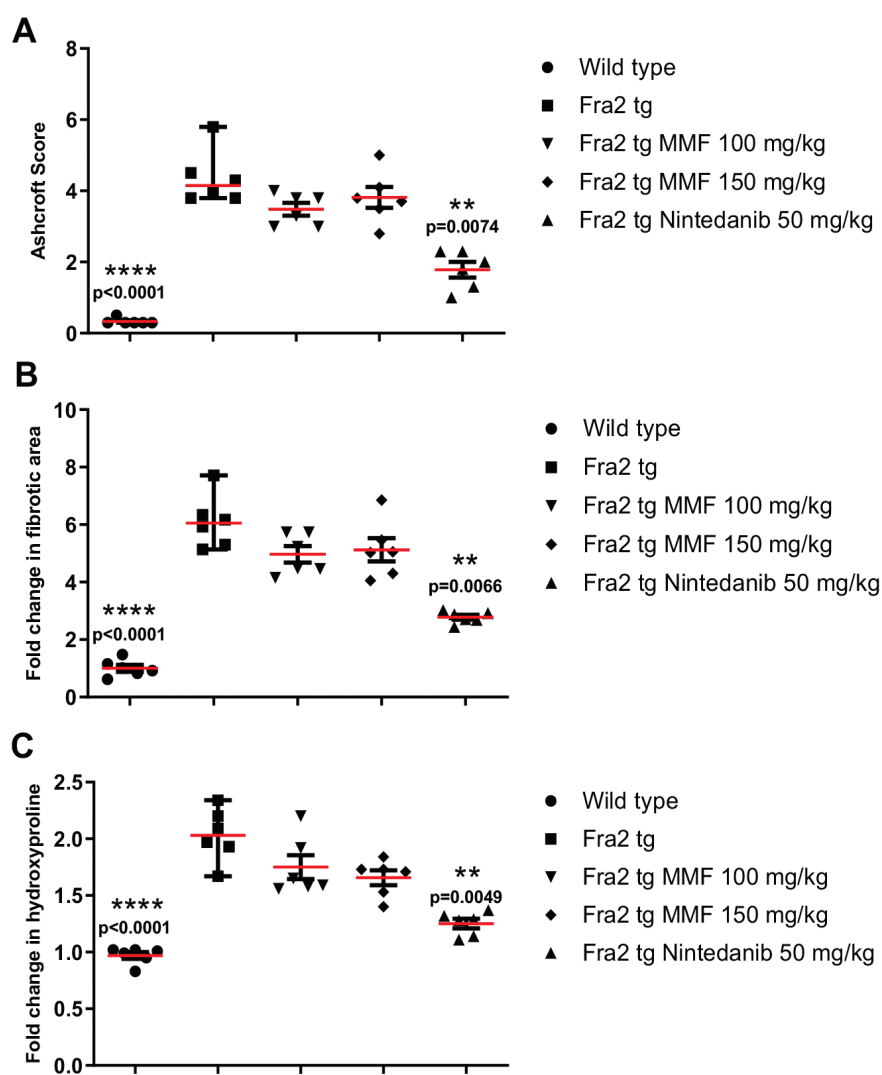 A
Ashcroft Score
8
6
4
2
0
****
p<0.0001
**
p=0.0074
Wild type
Fra2 tg
Fra2 tg MMF 100 mg/kg
Fra2 tg MMF 150 mg/kg
Fra2 tg Nintedanib 50 mg/kg
B
Fold change in fibrotic area
10
8
6
4
2
0
****
p<0.0001
**
p=0.0066
Wild type
Fra2 tg
Fra2 tg MMF 100 mg/kg
Fra2 tg MMF 150 mg/kg
Fra2 tg Nintedanib 50 mg/kg
C
Fold change in hydroxyproline
2.5
2.0
1.5
1.0
0.5
0.0
****
p<0.0001
**
p=0.0049
Wild type
Fra2 tg
Fra2 tg MMF 100 mg/kg
Fra2 tg MMF 150 mg/kg
Fra2 tg Nintedanib 50 mg/kg